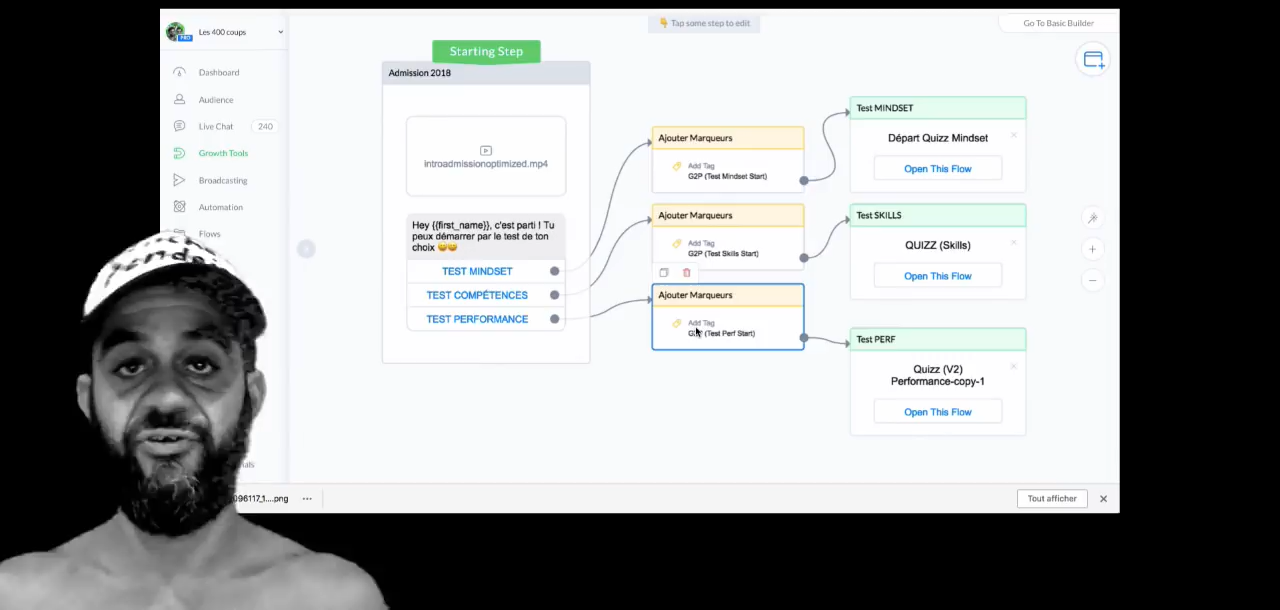 Les 400 coups
PRO
Dashboard
Audience
Live Chat
240
Growth Tools
Broadcasting
Automation
Flows
👇 Tap some step to edit
Go To Basic Builder
Starting Step
Admission 2018
introadmissionoptimized.mp4
Hey {{first_name}}, c'est parti ! Tu
peux démarrer par le test de ton
choix 😄😄
TEST MINDSET
TEST COMPÉTENCES
TEST PERFORMANCE
Ajouter Marqueurs
Add Tag
G2P (Test Mindset Start)
Ajouter Marqueurs
Add Tag
G2P (Test Skills Start)
Ajouter Marqueurs
Add Tag
G2P (Test Perf Start)
Test MINDSET
Départ Quizz Mindset
Open This Flow
Test SKILLS
QUIZZ (Skills)
Open This Flow
Test PERF
Quizz (V2)
Performance-copy-1
Open This Flow
096117_1....png
Tout afficher